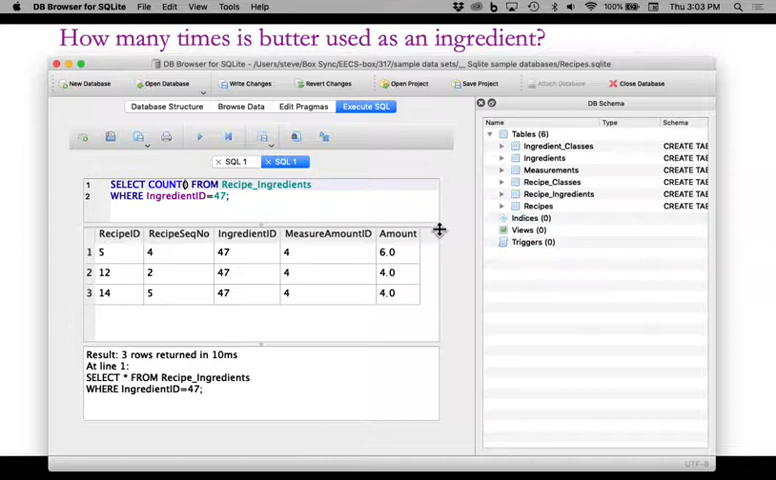 DB Browser for SQLite File Edit View Tools Help 100% Thu 3:03 PM
How many times is butter used as an ingredient?
DB Browser for SQLite - /Users/steve/Box Sync/EECS-box/317/sample data sets/__ Sqlite sample databases/Recipes.sqlite
New Database Open Database Write Changes Revert Changes Open Project Save Project Attach Database Close Database
Database Structure Browse Data Edit Pragmas Execute SQL
DB Schema
SQL 1 SQL 1
1 SELECT COUNT() FROM Recipe_Ingredients
2 WHERE IngredientID=47;
RecipeID RecipeSeqNo IngredientID MeasureAmountID Amount
1 5 4 47 4 6.0
2 12 2 47 4 4.0
3 14 5 47 4 4.0
Result: 3 rows returned in 10ms
At line 1:
SELECT * FROM Recipe_Ingredients
WHERE IngredientID=47;
Name Type Schema
Tables (6)
Ingredient_Classes CREATE TAB
Ingredients CREATE TAB
Measurements CREATE TAB
Recipe_Classes CREATE TAB
Recipe_Ingredients CREATE TAB
Recipes CREATE TAB
Indices (0)
Views (0)
Triggers (0)
UTF-8